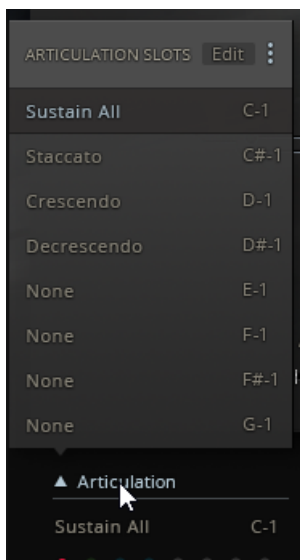 ARTICULATION SLOTS Edit
Sustain All C-1
Staccato C#-1
Crescendo D-1
Decrescendo D#-1
None E-1
None F-1
None F#-1
None G-1
Articulation
Sustain All C-1